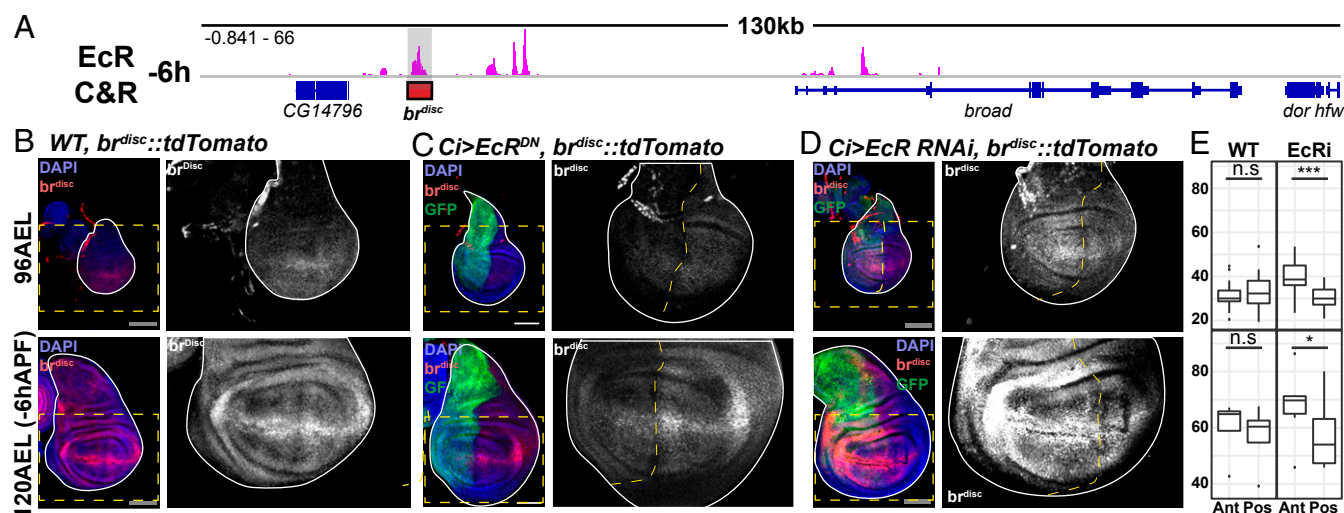 A
130kb
-0.841 - 66
EcR
C&R
-6h
CG14796
br^disc
broad
dor hfw
B WT, br^disc::tdTomato
C Ci>EcR^DN, br^disc::tdTomato
D Ci>EcR RNAi, br^disc::tdTomato
E
WT EcRi
96AEL
DAPI
br^disc
br^Disc
DAPI
br^disc
GFP
br^disc
DAPI
br^disc
GFP
br^disc
n.s ***
80
60
40
20
120AEL (-6hAPF)
DAPI
br^disc
br^Disc
DAPI
br^disc
GF
br^disc
DAPI
br^disc
GFP
br^disc
n.s *
80
60
40
Ant Pos Ant Pos